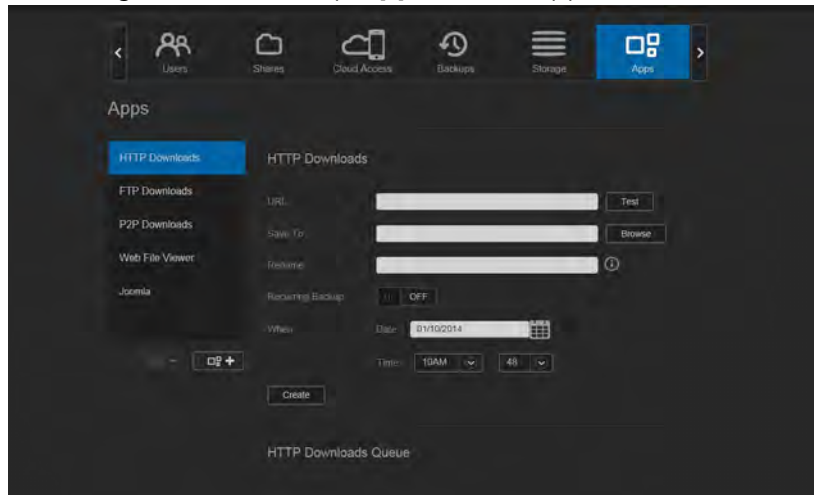 Users Shares Cloud Access Backups Storage Apps
Apps
HTTP Downloads
FTP Downloads
P2P Downloads
Web File Viewer
Joomla
HTTP Downloads
URL Test
Save To Browse
Rename
Recurring Backup OFF
When Date 01/10/2014
Time 10AM 48
Create
HTTP Downloads Queue